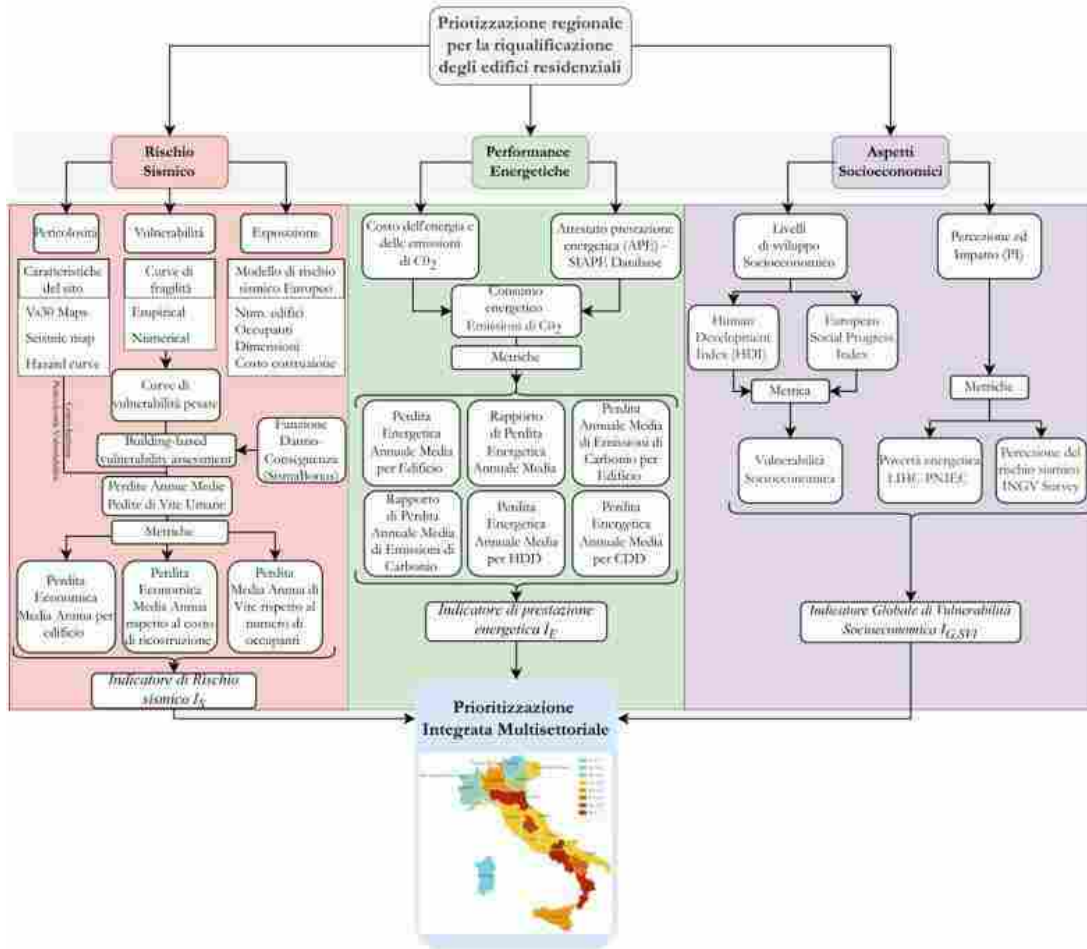 Priotizzazione regionale
per la riqualificazione
degli edifici residenziali
Rischio
Sismico
Performance
Energetiche
Aspetti
Socioeconomici
Pericolosità
Vulnerabilità
Esposizione
Caratteristiche
del sito
Vs30 Maps
Seismic map
Hazard curve
Curve di
fragilità
Empirical
Numerical
Modello di rischio
sismico Europeo
Num. edifici
Occupanti
Dimensioni
Costo costruzione
Curve di
vulnerabilità pesate
Building-based
vulnerability assessment
Funzione
Danno-
Conseguenza
(SismaBonus)
Perdite Annue Medie
Pedite di Vite Umane
Metriche
Perdita
Economica
Media Annua per
edificio
Perdita
Economica
Media Annua
rispetto al costo
di ricostruzione
Perdita
Media Annua di
Vite rispetto al
numero di
occupanti
Indicatore di Rischio
sismico I_S
Costo dell'energia e
delle emissioni
di C0₂
Attestato prestazione
energetica (APE) -
SIAPE Database
Consumo
energetico
Emissioni di C0₂
Metriche
Perdita
Energetica
Annuale Media
per Edificio
Rapporto
di Perdita
Energetica
Annuale Media
Perdita
Annuale Media
di Emissioni di
Carbonio per
Edificio
Rapporto
di Perdita
Annuale Media
di Emissioni di
Carbonio
Perdita
Energetica
Annuale Media
per HDD
Perdita
Energetica
Annuale Media
per CDD
Indicatore di prestazione
energetica I_E
Livelli
di sviluppo
Socioeconomico
Percezione ed
Impatto (PI)
Human
Development
Index (HDI)
European
Social Progress
Index
Metrica
Metriche
Vulnerabilità
Socioeconomica
Povertà energetica
LIHC PNIEC
Percezione del
rischio sismico
INGV Survey
Indicatore Globale di Vulnerabilità
Socioeconomica I_G,SVI
Prioritizzazione
Integrata Multisettoriale